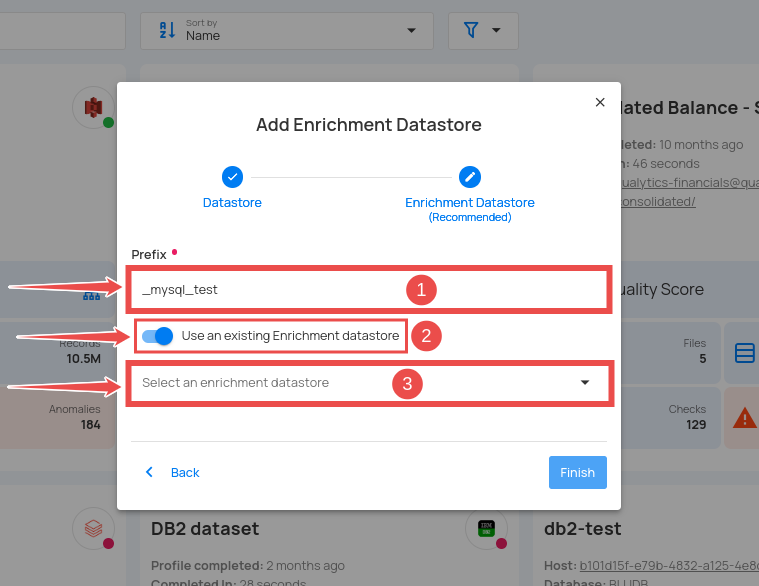 Sort by
Name
Add Enrichment Datastore
Datastore
Enrichment Datastore
(Recommended)
Prefix
_mysql_test
1
Use an existing Enrichment datastore
2
Select an enrichment datastore
3
Back
Finish
lated Balance - S
leted: 10 months ago
n: 46 seconds
ualytics-financials@qua
onsolidated/
uality Score
Records
10.5M
Files
5
Anomalies
184
Checks
129
DB2 dataset
Profile completed: 2 months ago
Completed In: 28 seconds
db2-test
Host: b101d15f-e79b-4832-a125-4e8c
Database: BLUDB